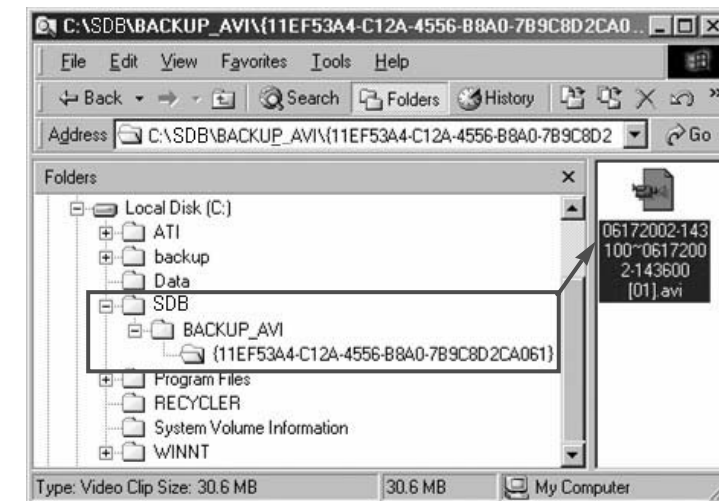 C:\SDB\BACKUP_AVI\{11EF53A4-C12A-4556-B8A0-7B9C8D2CA0..
File Edit View Favorites Tools Help
Back Search Folders History »
Address C:\SDB\BACKUP_AVI\{11EF53A4-C12A-4556-B8A0-7B9C8D2 Go
Folders
Local Disk (C:)
ATI
backup
Data
SDB
BACKUP_AVI
{11EF53A4-C12A-4556-B8A0-7B9C8D2CA061}
Program Files
RECYCLER
System Volume Information
WINNT
06172002-143
100~0617200
2-143600
[01].avi
Type: Video Clip Size: 30.6 MB 30.6 MB My Computer